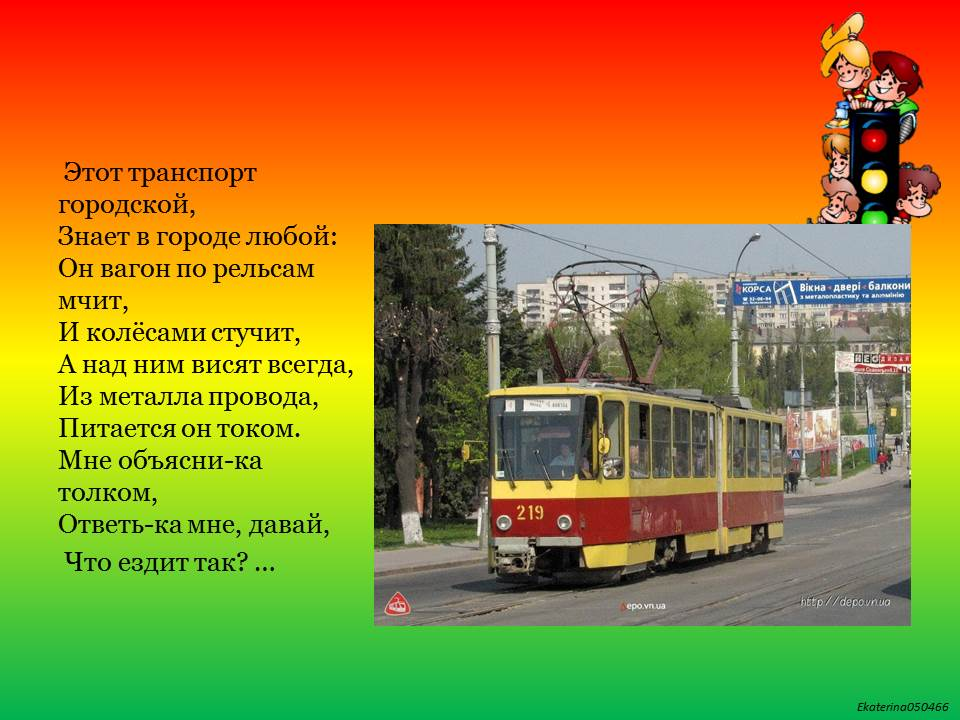 Этот транспорт
городской,
Знает в городе любой:
Он вагон по рельсам
мчит,
И колёсами стучит,
А над ним висят всегда,
Из металла провода,
Питается он током.
Мне объясни-ка
толком,
Ответь-ка мне, давай,
Что ездит так? ...
КОРСА
Вікна двері балкони
з металопластику та алюмінію
219
depo.vn.ua
http://depo.vn.ua
Ekaterina050466